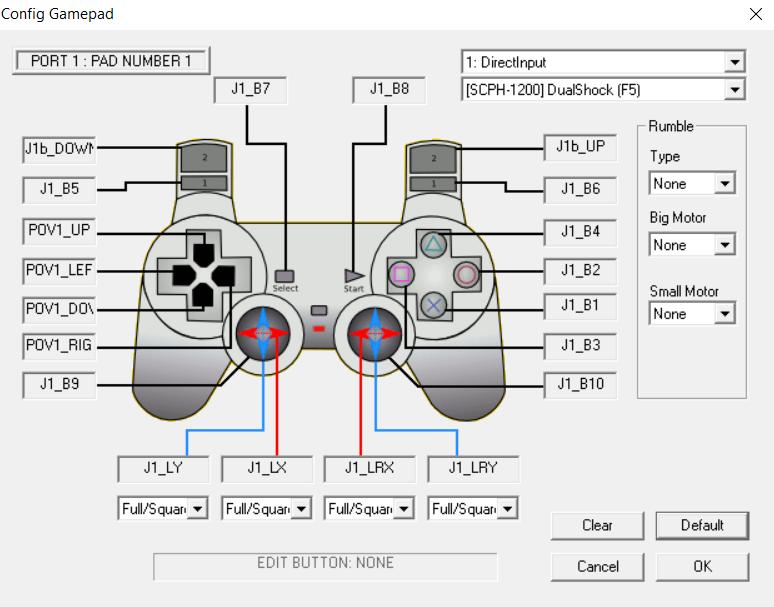 Config Gamepad
PORT 1 : PAD NUMBER 1
1: DirectInput
[SCPH-1200] DualShock (F5)
J1_B7
J1_B8
Rumble
Type
None
Big Motor
None
Small Motor
None
J1b_DOWN
J1_B5
POV1_UP
POV1_LEF
POV1_DOV
POV1_RIG
J1_B9
2
1
2
1
Select
Start
J1b_UP
J1_B6
J1_B4
J1_B2
J1_B1
J1_B3
J1_B10
J1_LY
J1_LX
J1_LRX
J1_LRY
Full/Squar
Full/Squar
Full/Squar
Full/Squar
EDIT BUTTON: NONE
Clear
Default
Cancel
OK